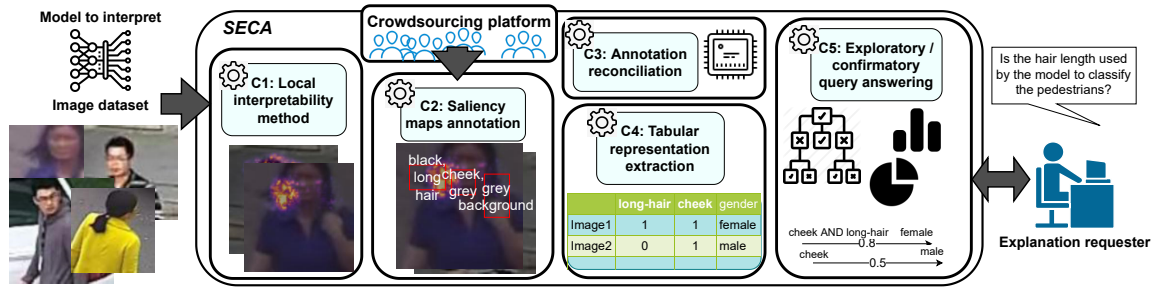 Model to interpret
Image dataset
SECA
C1: Local
interpretability
method
Crowdsourcing platform
C2: Saliency
maps annotation
black,
long
hair
cheek,
grey
grey
background
C3: Annotation
reconciliation
C4: Tabular
representation
extraction
long-hair cheek gender
Image1 1 1 female
Image2 0 1 male
C5: Exploratory /
confirmatory
query answering
cheek AND long-hair female
0.8
cheek male
0.5
Is the hair length used
by the model to classify
the pedestrians?
Explanation requester